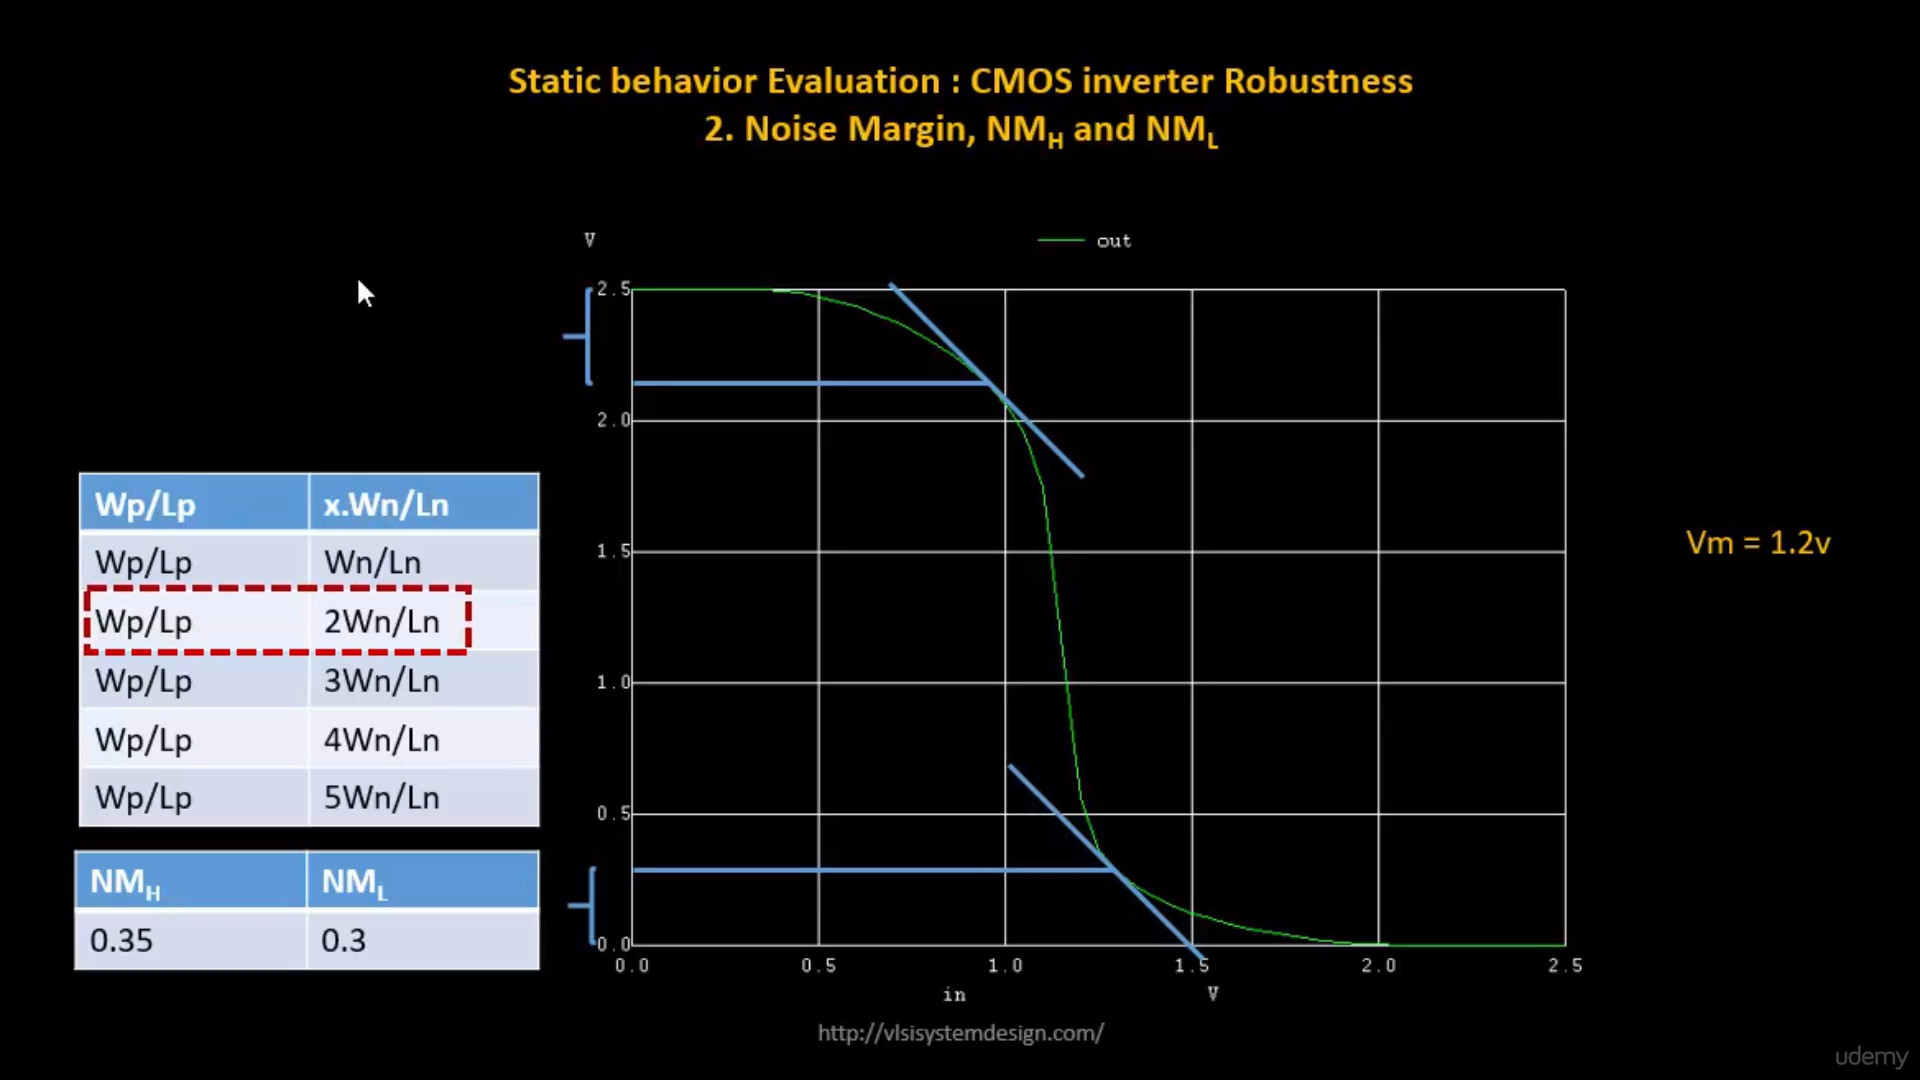 Static behavior Evaluation : CMOS inverter Robustness
2. Noise Margin, NMH and NML
V
out
2.5
2.0
1.5
1.0
0.5
0.0
0.0 0.5 1.0 1.5 2.0 2.5
in V
Vm = 1.2v
Wp/Lp x.Wn/Ln
Wp/Lp Wn/Ln
Wp/Lp 2Wn/Ln
Wp/Lp 3Wn/Ln
Wp/Lp 4Wn/Ln
Wp/Lp 5Wn/Ln
NMH NML
0.35 0.3
http://vlsisystemdesign.com/
udemy